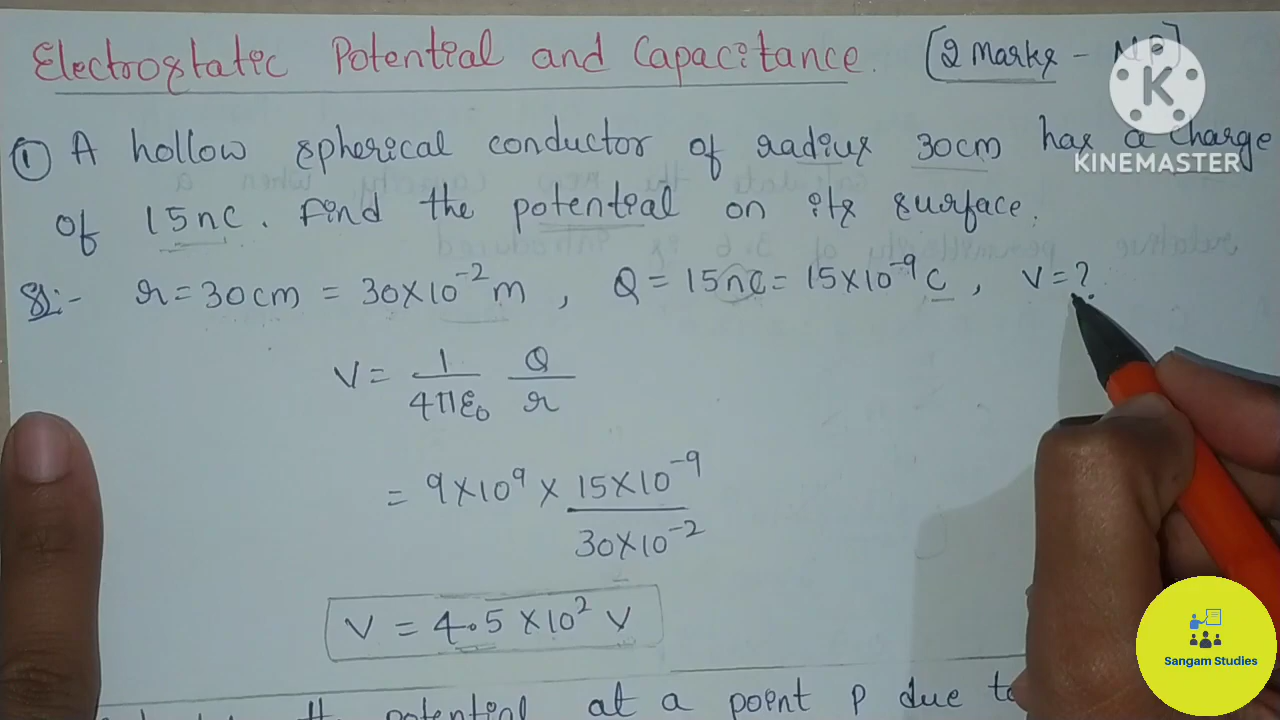 Electrostatic Potential and Capacitance. [2 Marks -
K
KINEMASTER
① A hollow spherical conductor of radius 30cm has a charge
of 15nc. Find the potential on its surface.
Sl:- r = 30cm = 30×10⁻² m , Q = 15nc = 15×10⁻⁹ c , V = ?
V = 1/4πε₀ Q/r
= 9×10⁹ × 15×10⁻⁹/30×10⁻²
V = 4.5 ×10² V
Sangam Studies
the potential at a point P due to